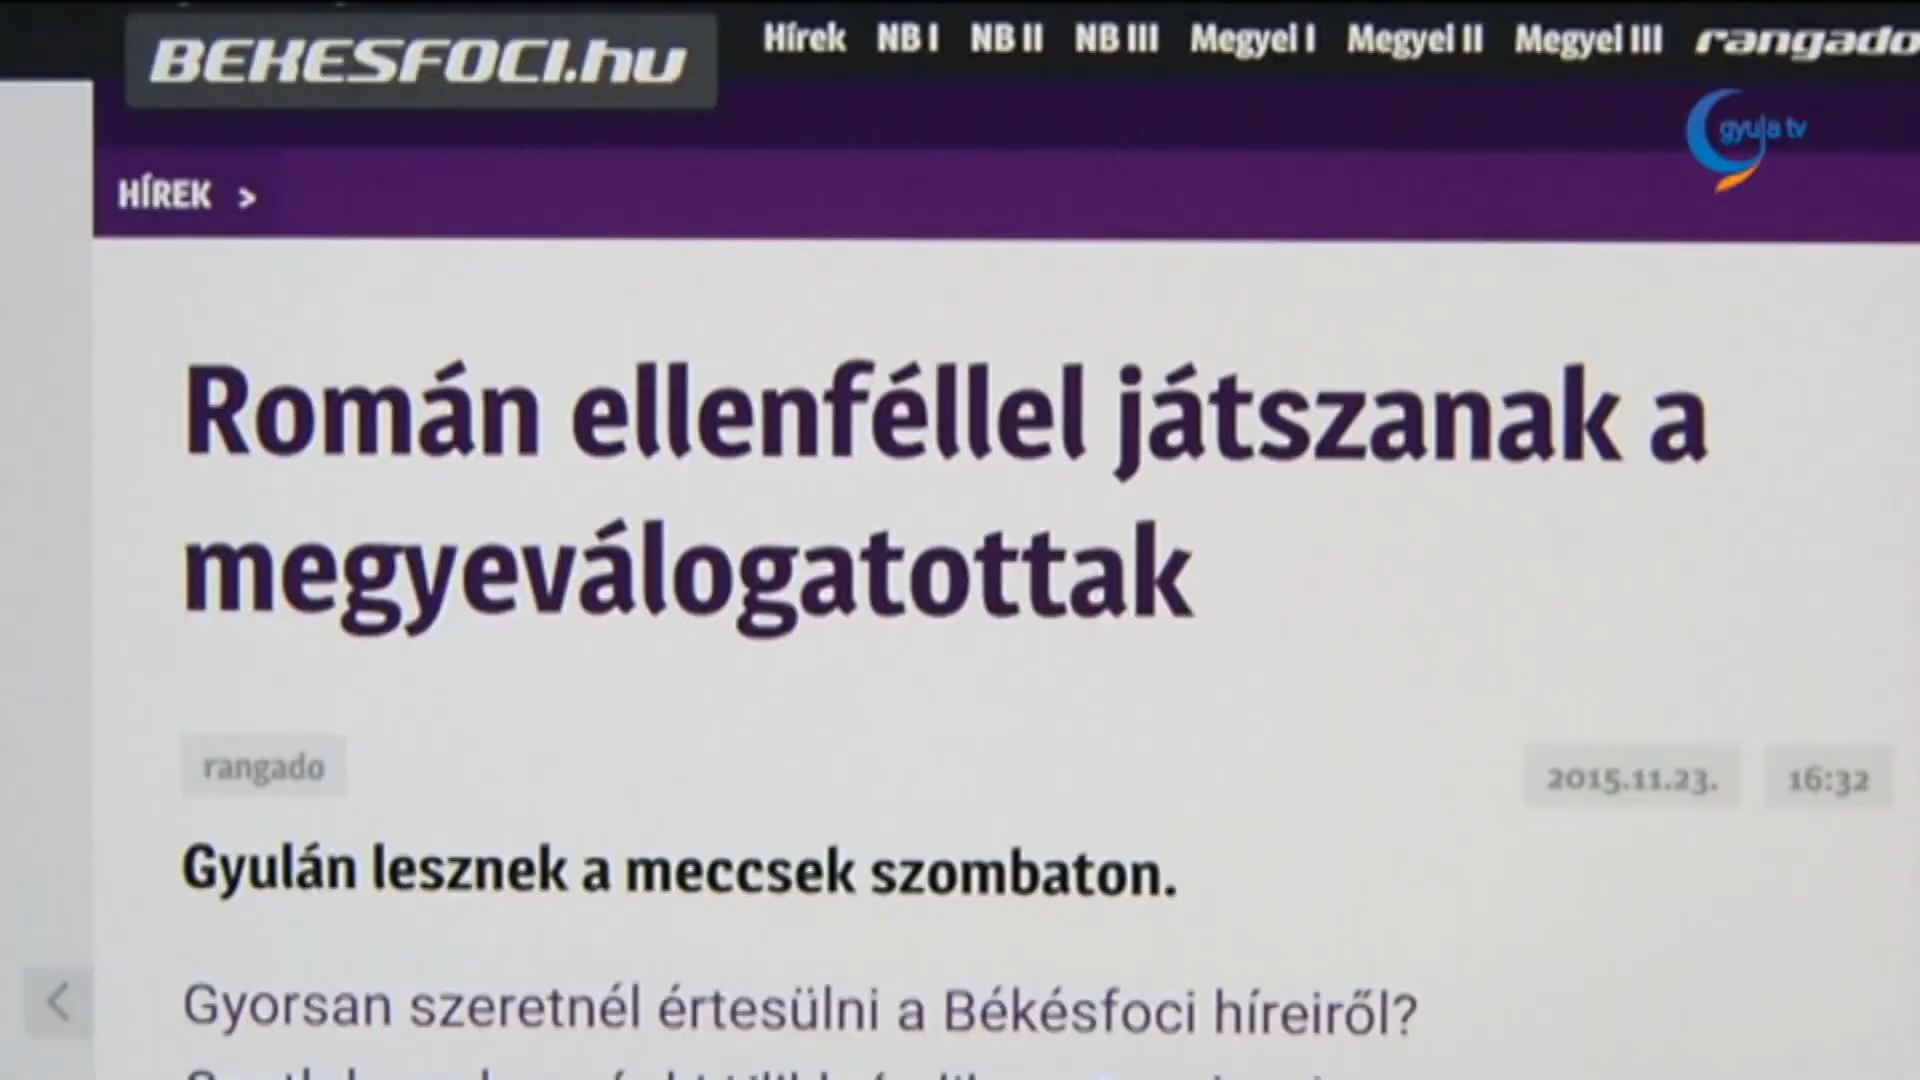 BEKESFOCI.hu
Hírek NB I NB II NB III Megyei I Megyei II Megyei III rangado
gyula tv
HÍREK >
Román ellenféllel játszanak a
megyeválogatottak
rangado
2015.11.23. 16:32
Gyulán lesznek a meccsek szombaton.
Gyorsan szeretnél értesülni a Békésfoci híreiről?